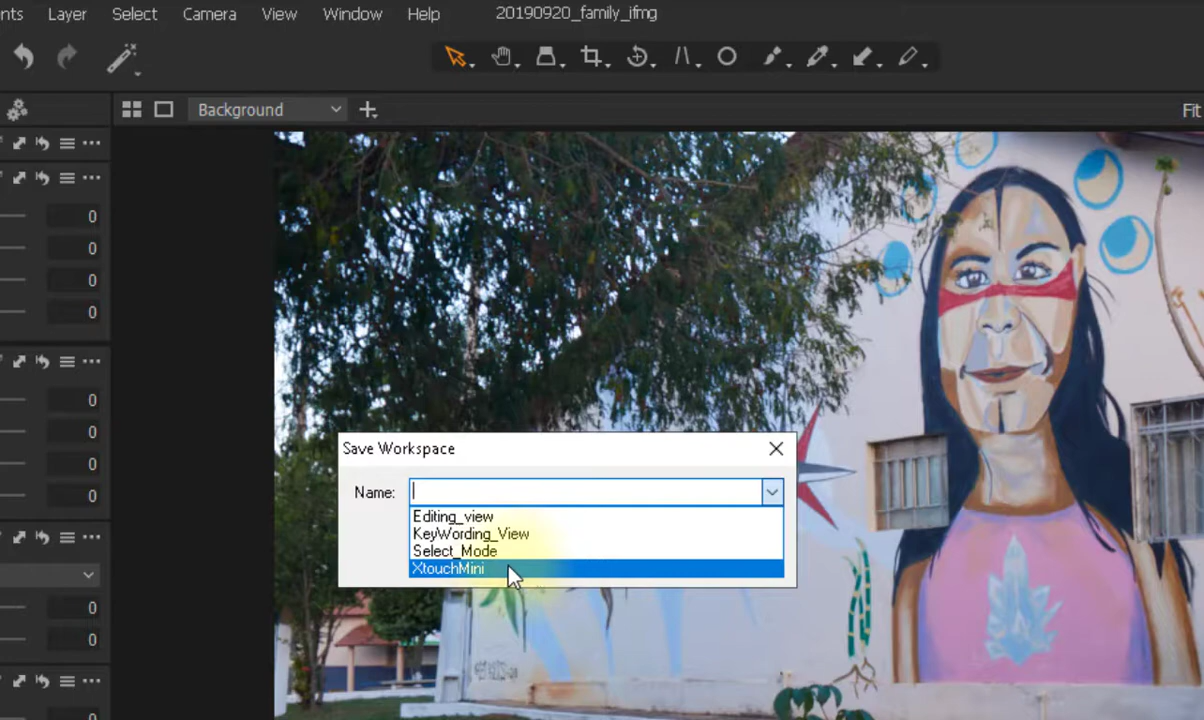 nts Layer Select Camera View Window Help 20190920_family_ifmg
Background Fit
0
0
0
0
0
0
0
0
0
0
0
Save Workspace
Name:
Editing_view
KeyWording_View
Select_Mode
XtouchMini